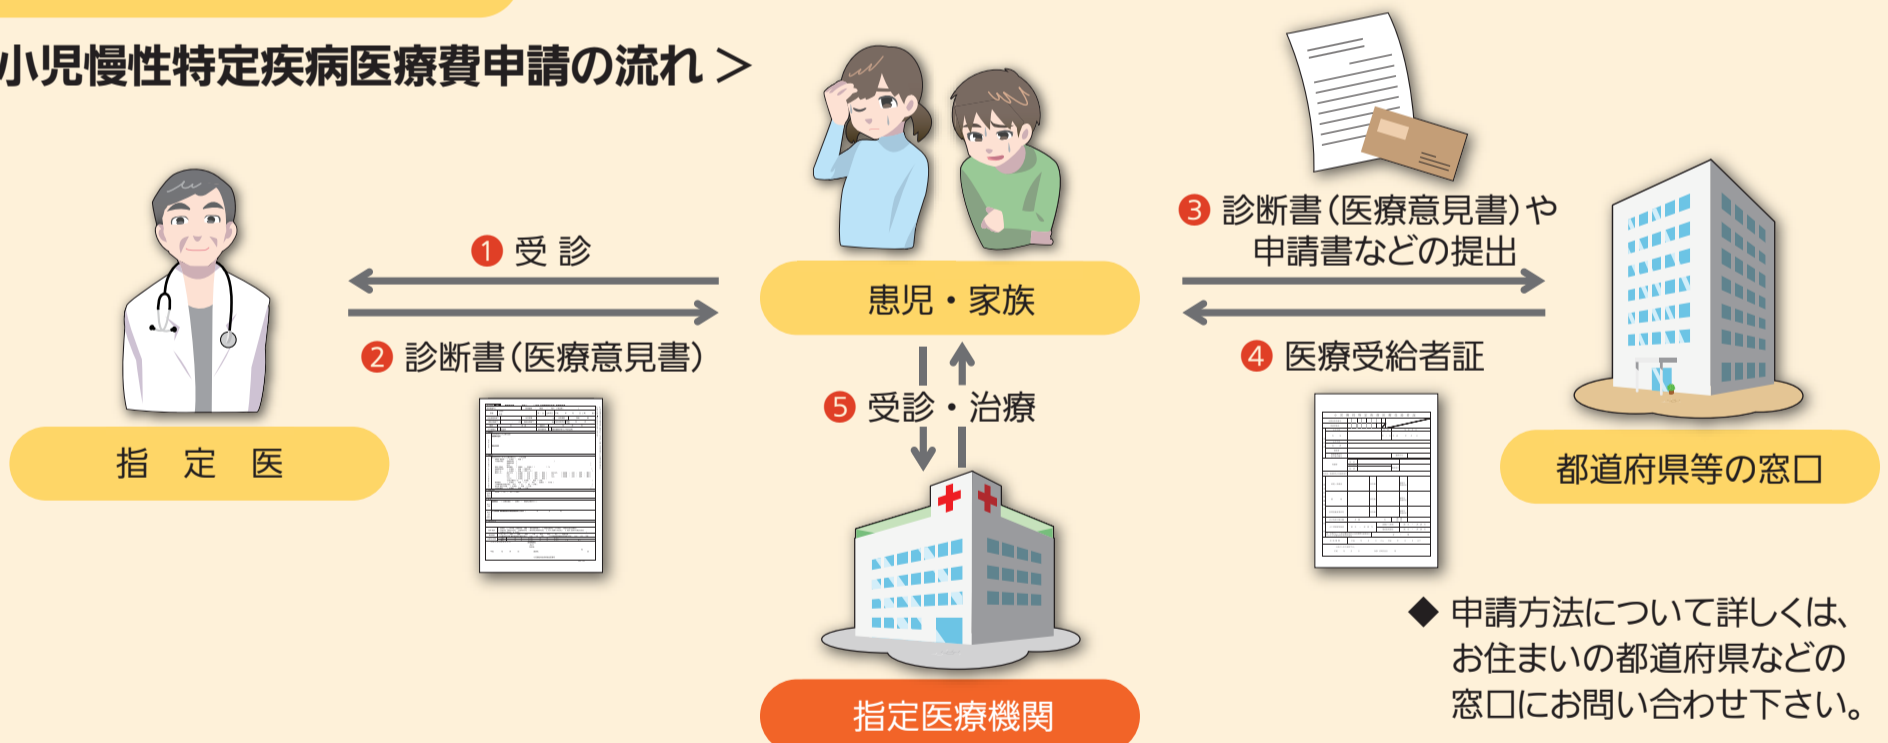 小児慢性特定疾病医療費申請の流れ >
❶ 受 診
❷ 診断書(医療意見書)
患児・家族
❸ 診断書(医療意見書)や
申請書などの提出
❹ 医療受給者証
❺ 受診・治療
指 定 医
都道府県等の窓口
指定医療機関
◆ 申請方法について詳しくは、
お住まいの都道府県などの
窓口にお問い合わせ下さい。